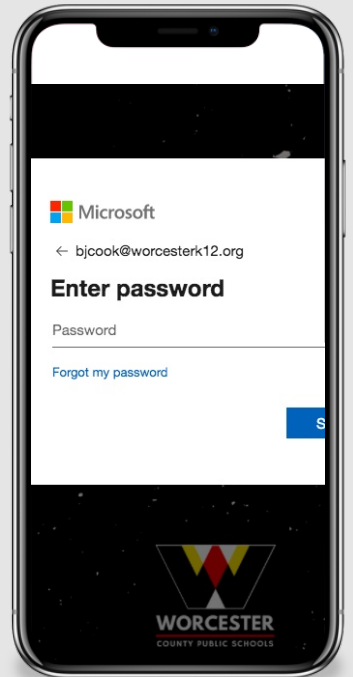 Microsoft
← bjcook@worcesterk12.org
Enter password
Password
Forgot my password
S
WORCESTER
COUNTY PUBLIC SCHOOLS